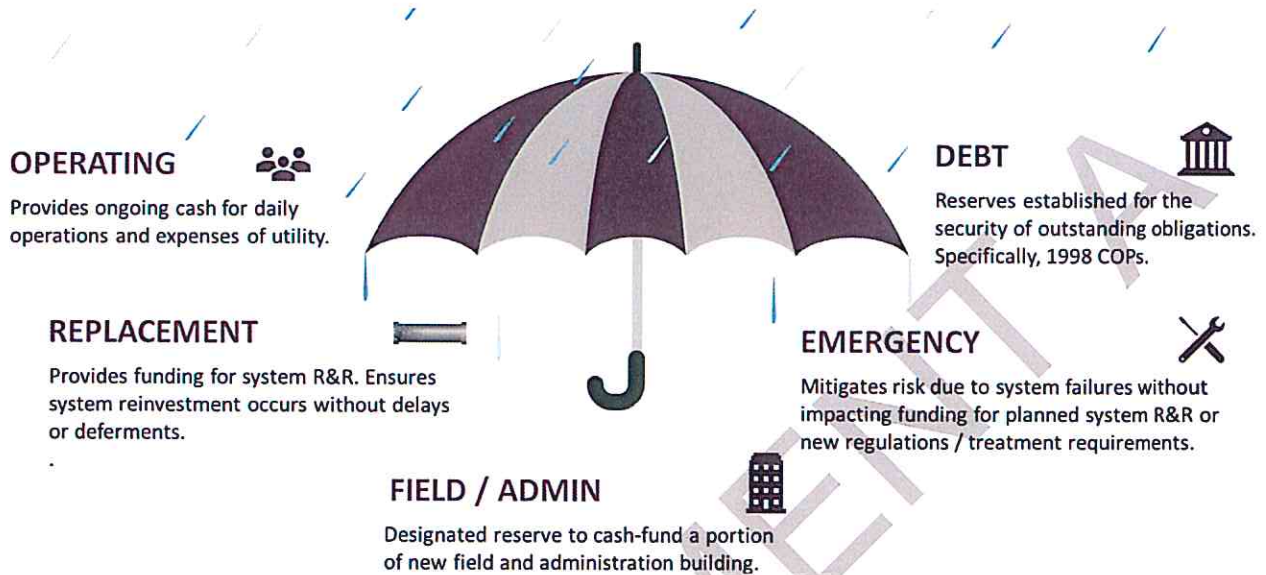 OPERATING
Provides ongoing cash for daily
operations and expenses of utility.
DEBT
Reserves established for the
security of outstanding obligations.
Specifically, 1998 COPs.
REPLACEMENT
Provides funding for system R&R. Ensures
system reinvestment occurs without delays
or deferments.
.
EMERGENCY
Mitigates risk due to system failures without
impacting funding for planned system R&R or
new regulations / treatment requirements.
FIELD / ADMIN
Designated reserve to cash-fund a portion
of new field and administration building.
MENT A